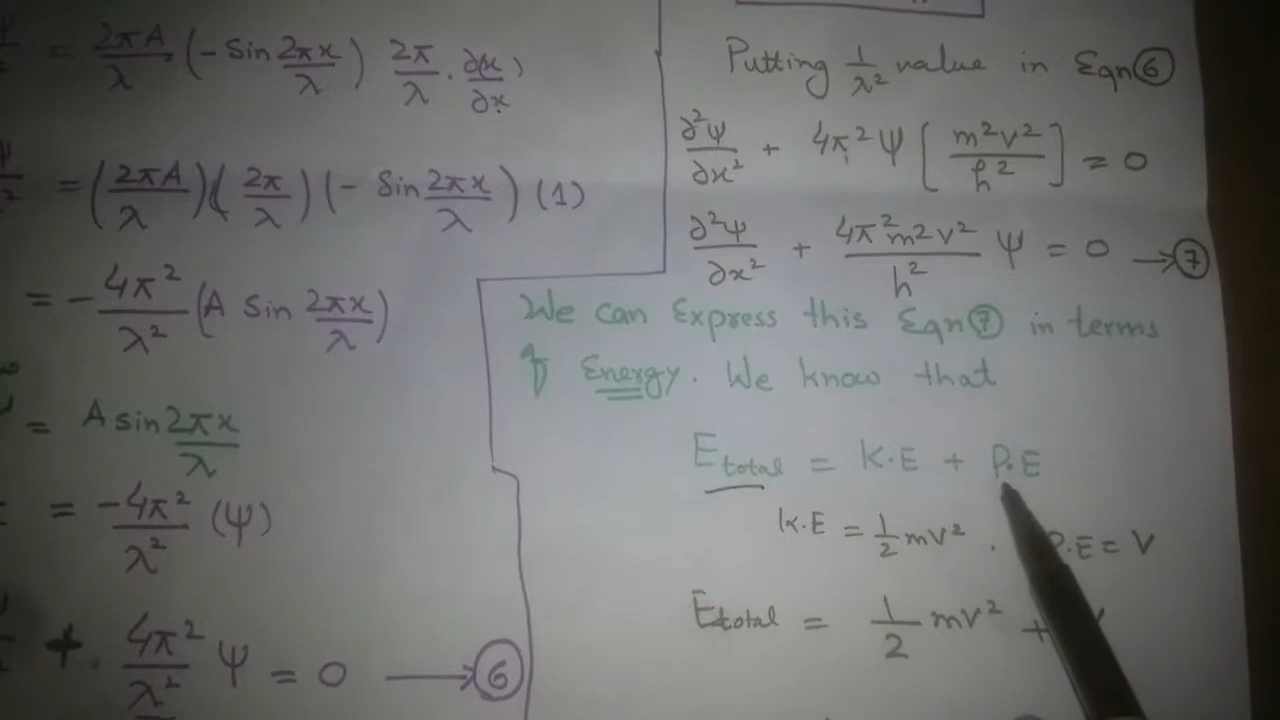 = 2πA/λ (- Sin 2πx/λ) 2π/λ . ∂(x)/∂x
= (2πA/λ)(2π/λ)(- Sin 2πx/λ) (1)
= - 4π²/λ² (A Sin 2πx/λ)
= A sin 2πx/λ
= -4π²/λ² (ψ)
+ 4π²/λ² ψ = 0 → ⑥
Putting 1/λ² value in Eqn ⑥
∂²ψ/∂x² + 4π²ψ [m²v²/h²] = 0
∂²ψ/∂x² + 4π²m²v²/h² ψ = 0 → ⑦
We can Express this Eqn ⑦ in terms
of Energy. We know that
E total = K.E + P.E
K.E = 1/2 mv² . P.E = V
E total = 1/2 mv² +